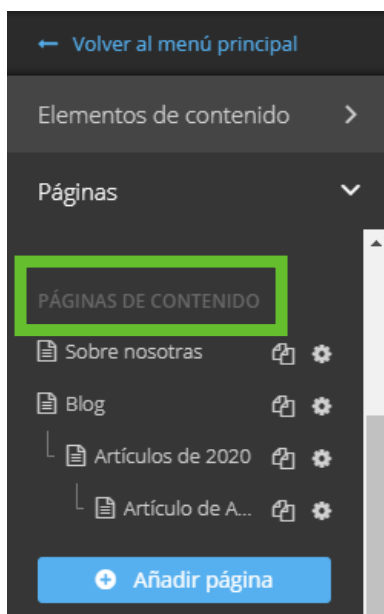 Volver al menú principal
Elementos de contenido
Páginas
PÁGINAS DE CONTENIDO
Sobre nosotras
Blog
Artículos de 2020
Artículo de A...
Añadir página